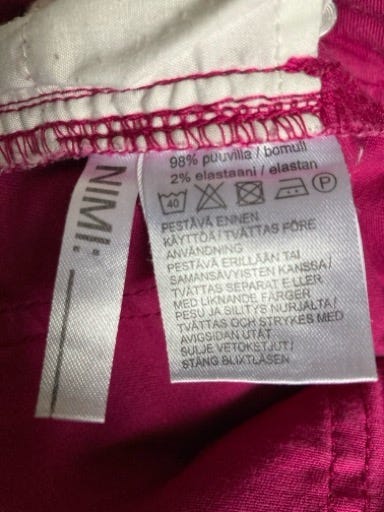 98% puuvilla / bomull
2% elastaani / elastan
40 P
PESTÄVÄ ENNEN
KÄYTTÖÄ / TVÄTTAS FÖRE
ANVÄNDNING
PESTÄVÄ ERILLÄÄN TAI
SAMANSÄVYISTEN KANSSA /
TVÄTTAS SEPARAT ELLER
MED LIKNANDE FÄRGER
PESU JA SILITYS NURJALTA /
TVÄTTAS OCH STRYKES MED
AVIGSIDAN UTÅT
SULJE VETOKETJUT /
STÄNG BLIXTLÅSEN
NIMI: